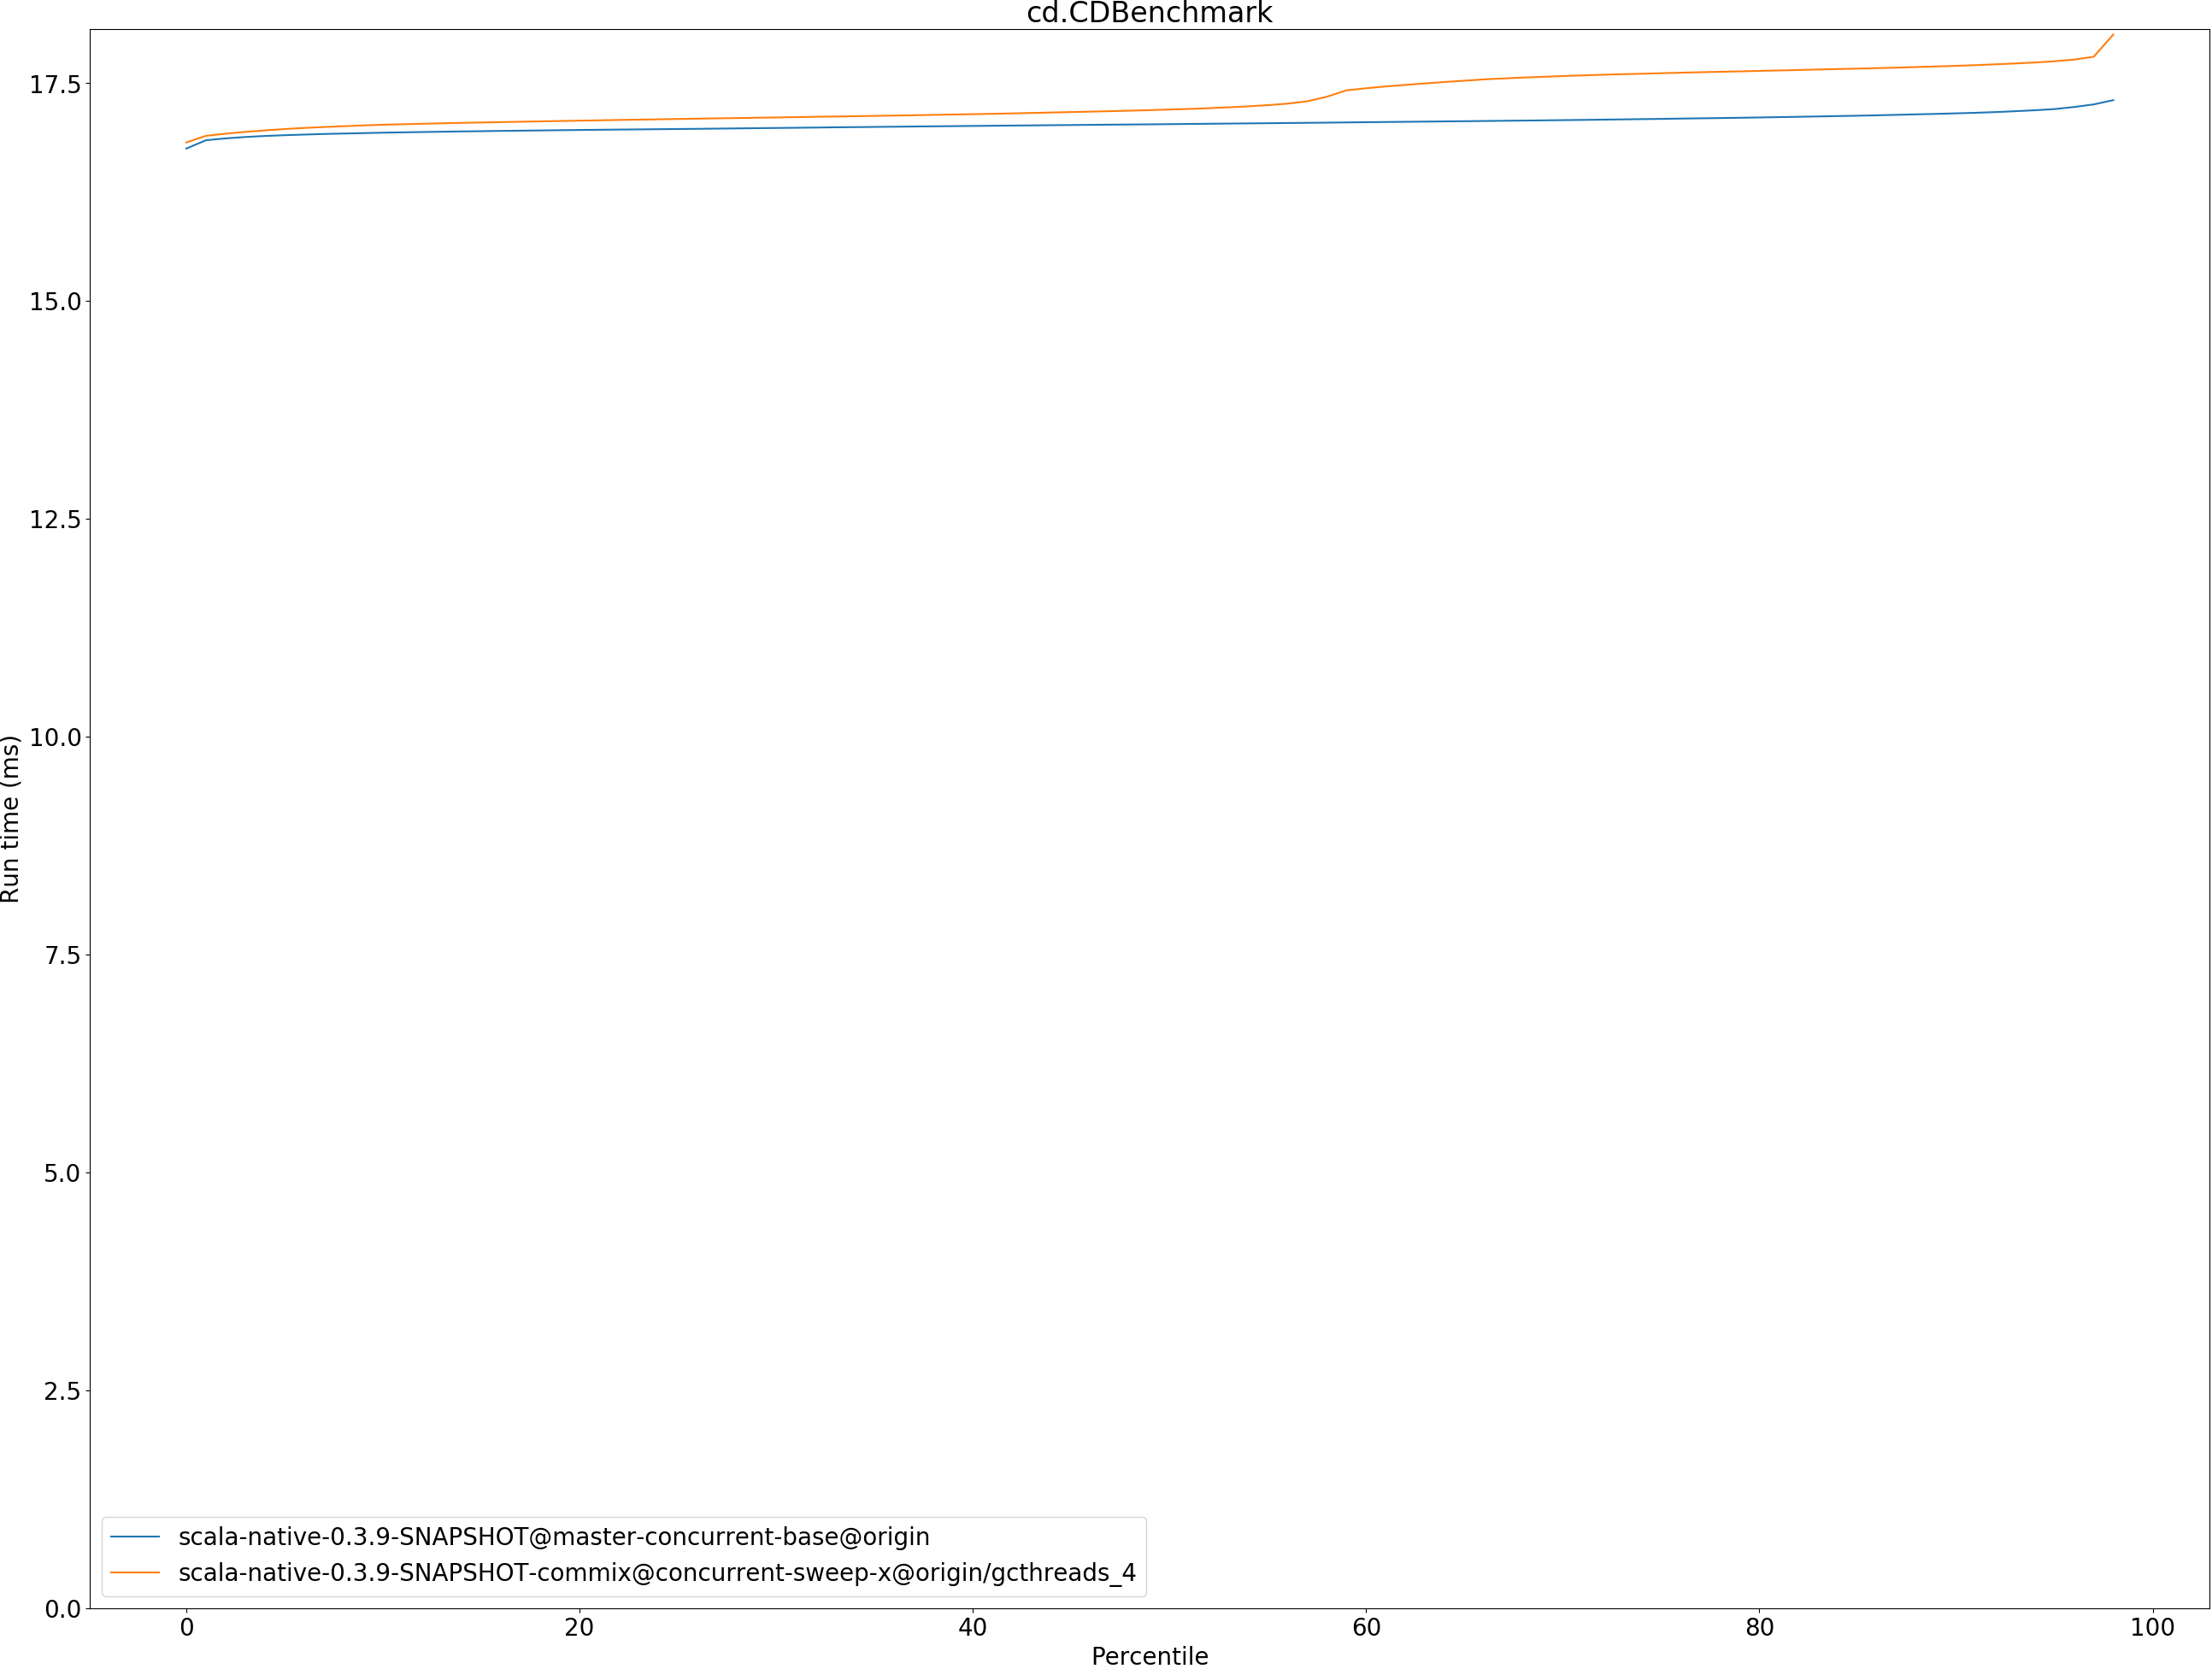 cd.CDBenchmark
Run time (ms)
17.5
15.0
12.5
10.0
7.5
5.0
2.5
0.0
scala-native-0.3.9-SNAPSHOT@master-concurrent-base@origin
scala-native-0.3.9-SNAPSHOT-commix@concurrent-sweep-x@origin/gcthreads_4
0 20 40 60 80 100
Percentile